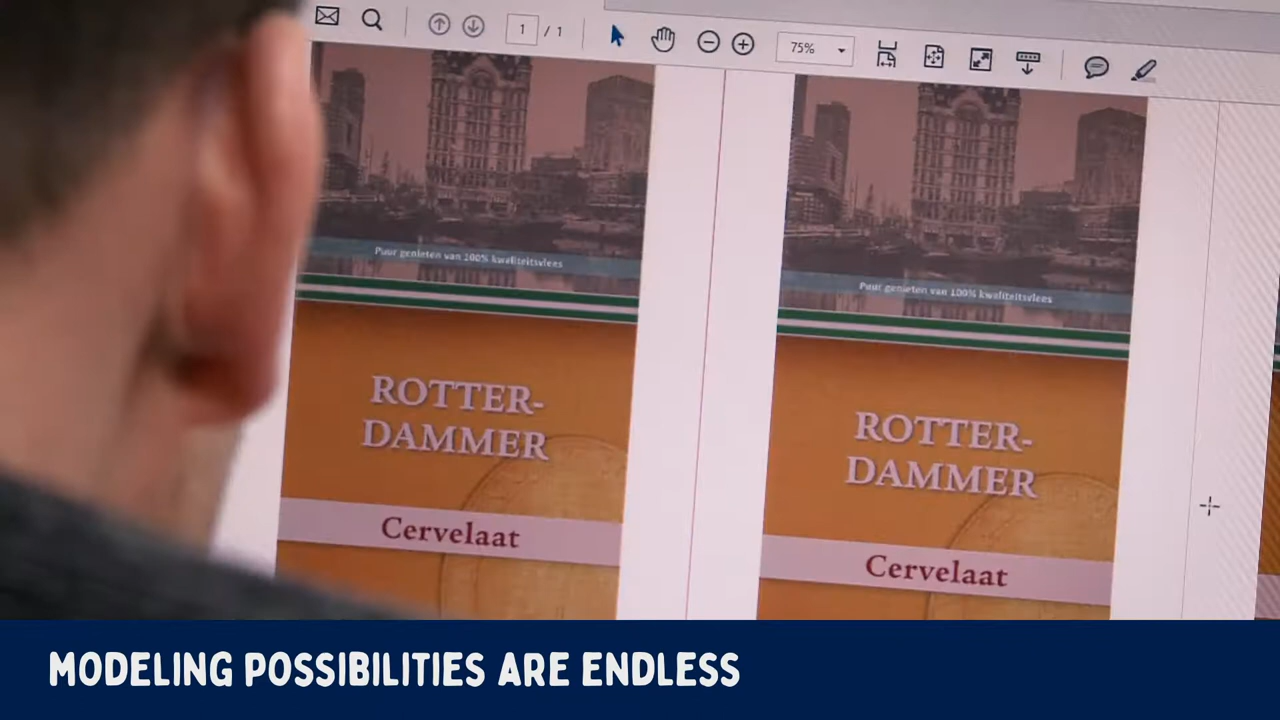 1 / 1
75%
Puur genieten van 100% kwaliteitsvlees
ROTTER-
DAMMER
Cervelaat
Puur genieten van 100% kwaliteitsvlees
ROTTER-
DAMMER
Cervelaat
MODELING POSSIBILITIES ARE ENDLESS